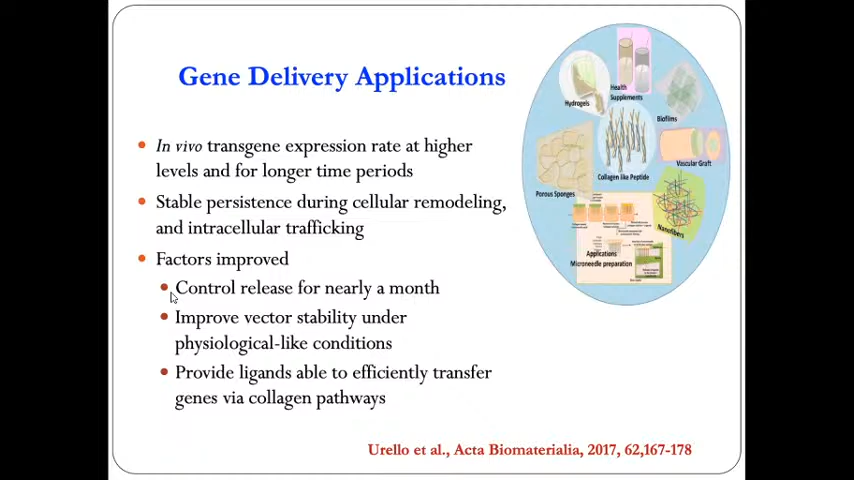 Gene Delivery Applications
In vivo transgene expression rate at higher
levels and for longer time periods
Stable persistence during cellular remodeling,
and intracellular trafficking
Factors improved
Control release for nearly a month
Improve vector stability under
physiological-like conditions
Provide ligands able to efficiently transfer
genes via collagen pathways
Urello et al., Acta Biomaterialia, 2017, 62,167-178
Hydrogels
Health
Supplements
Biofilms
Vascular Graft
Collagen like Peptide
Porous Sponges
Nanofibers
Applications
Microneedle preparation